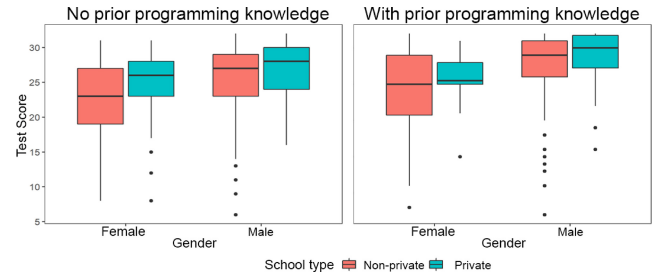 No prior programming knowledge
With prior programming knowledge
Test Score
30
25
20
15
10
5
Female
Male
Female
Male
Gender
Gender
School type Non-private Private